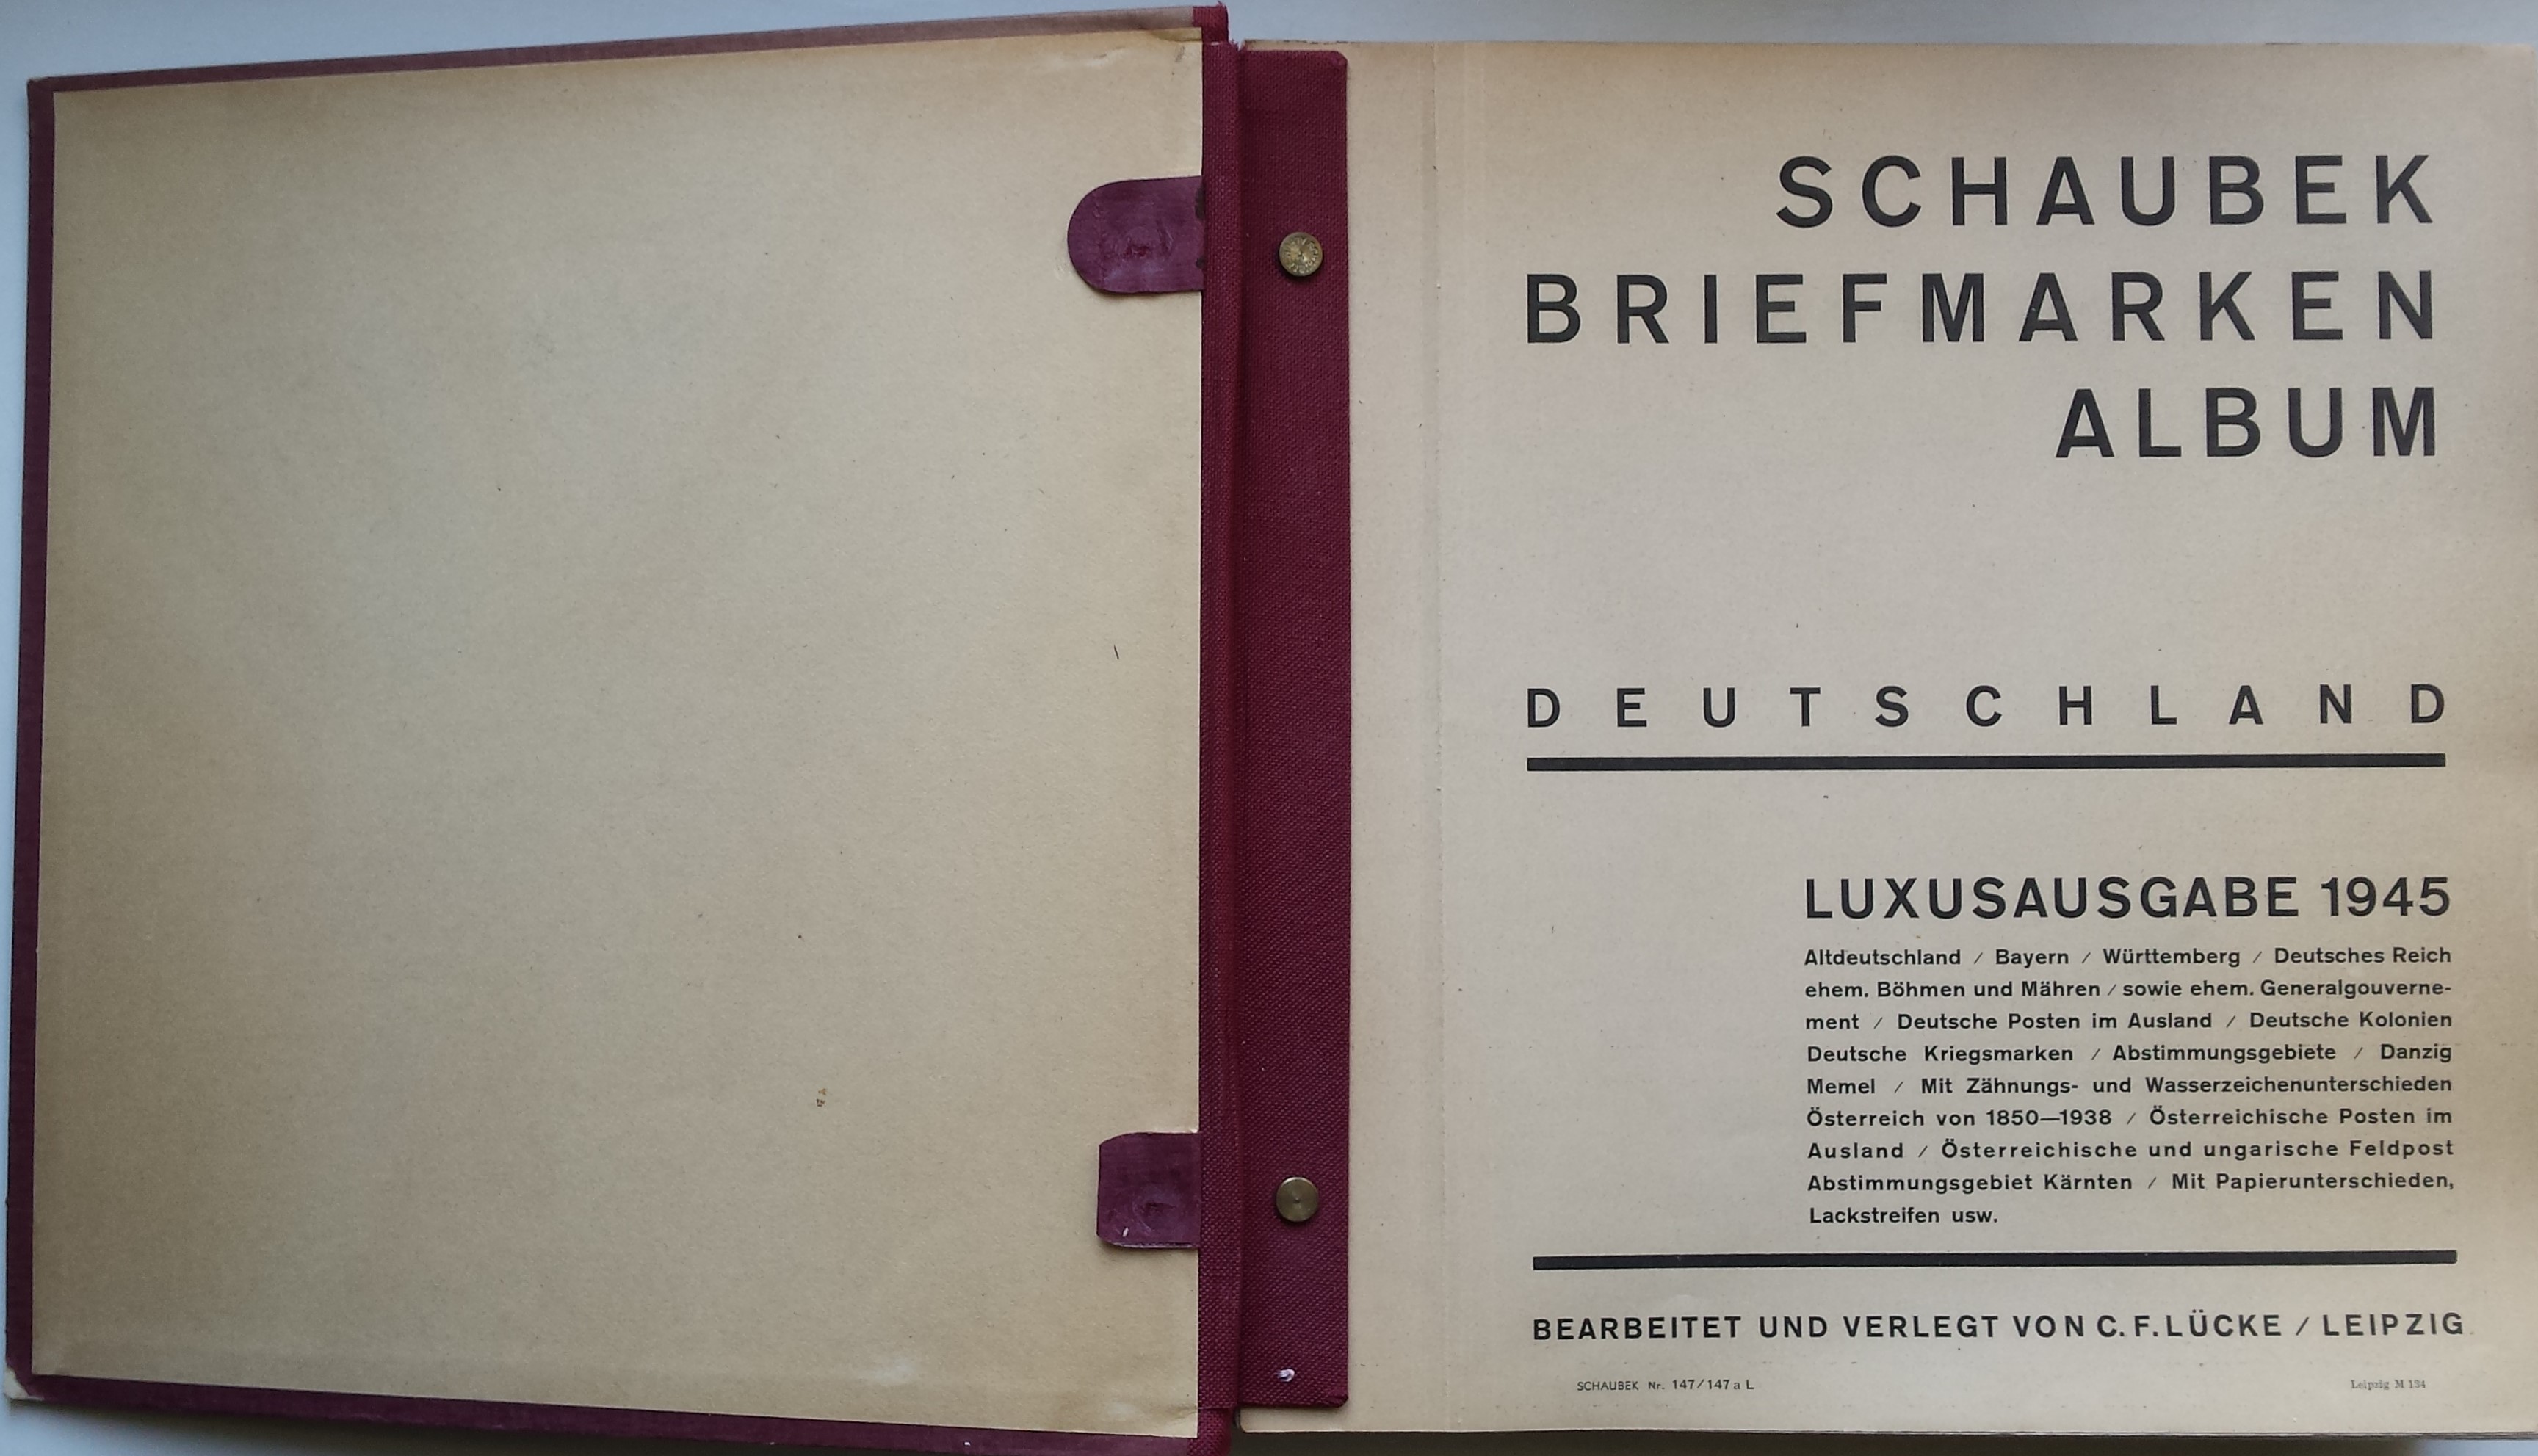 SCHAUBEK
BRIEFMARKEN
ALBUM
DEUTSCHLAND
LUXUSAUSGABE 1945
Altdeutschland / Bayern / Württemberg / Deutsches Reich
ehem. Böhmen und Mähren / sowie ehem. Generalgouverne-
ment / Deutsche Posten im Ausland / Deutsche Kolonien
Deutsche Kriegsmarken / Abstimmungsgebiete / Danzig
Memel / Mit Zähnungs- und Wasserzeichenunterschieden
Österreich von 1850—1938 / Österreichische Posten im
Ausland / Österreichische und ungarische Feldpost
Abstimmungsgebiet Kärnten / Mit Papierunterschieden,
Lackstreifen usw.
BEARBEITET UND VERLEGT VON C. F. LÜCKE / LEIPZIG
SCHAUBEK Nr. 147/147 a L
Leipzig M 134